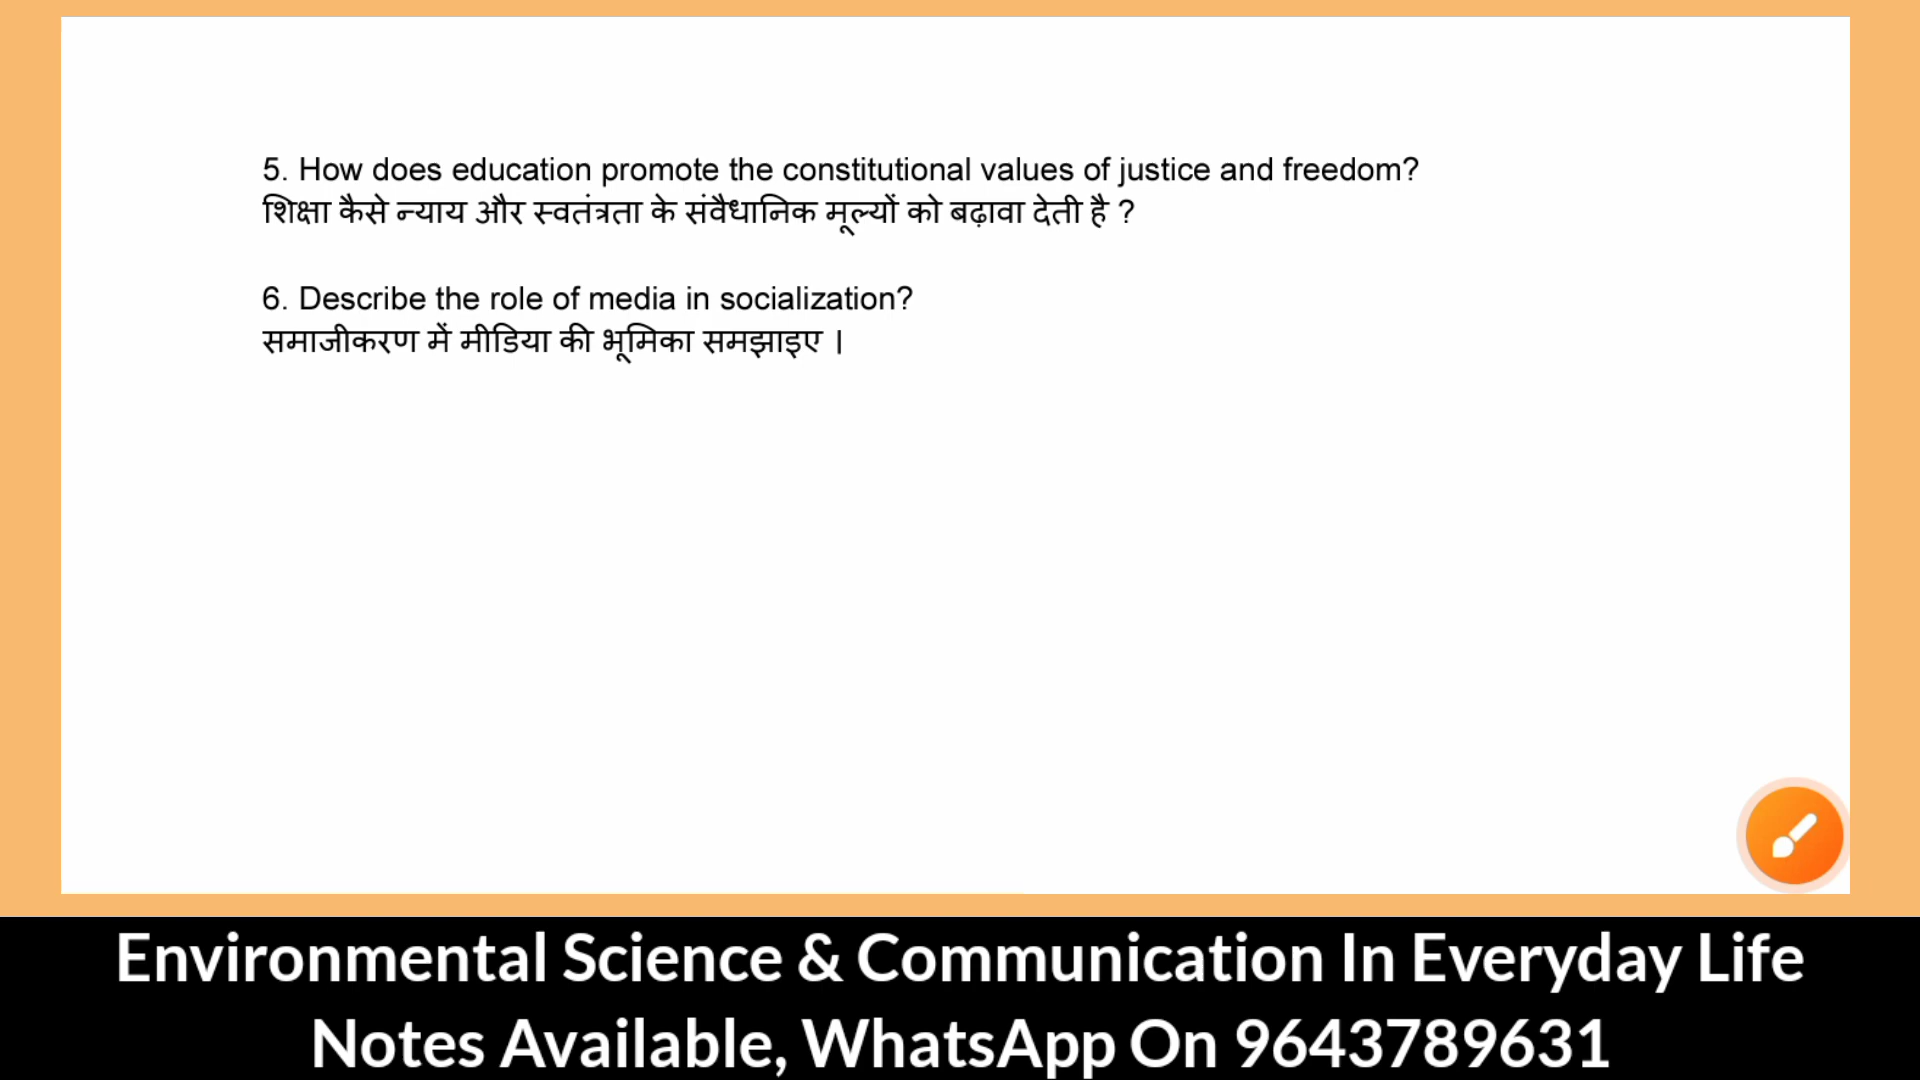 5. How does education promote the constitutional values of justice and freedom?
शिक्षा कैसे न्याय और स्वतंत्रता के संवैधानिक मूल्यों को बढ़ावा देती है ?
6. Describe the role of media in socialization?
समाजीकरण में मीडिया की भूमिका समझाइए ।
Environmental Science & Communication In Everyday Life
Notes Available, WhatsApp On 9643789631